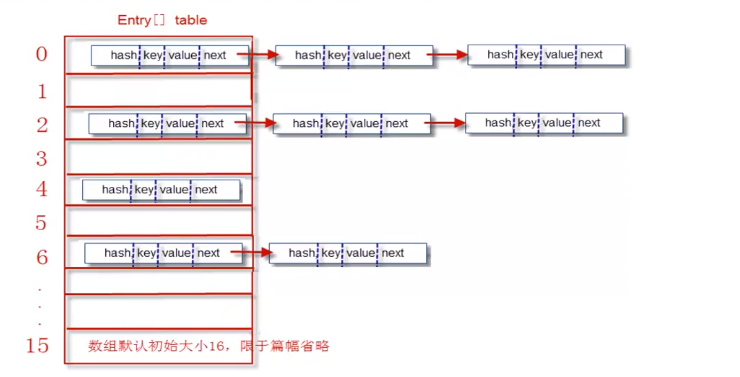 Entry[] table
0 hash key value next hash key value next hash key value next
1
2 hash key value next hash key value next hash key value next
3
4 hash key value next
5
6 hash key value next hash key value next
.
.
.
15 数组默认初始大小16，限于篇幅省略